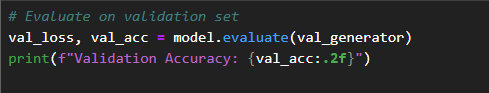 # Evaluate on validation set
val_loss, val_acc = model.evaluate(val_generator)
print(f"Validation Accuracy: {val_acc:.2f}")